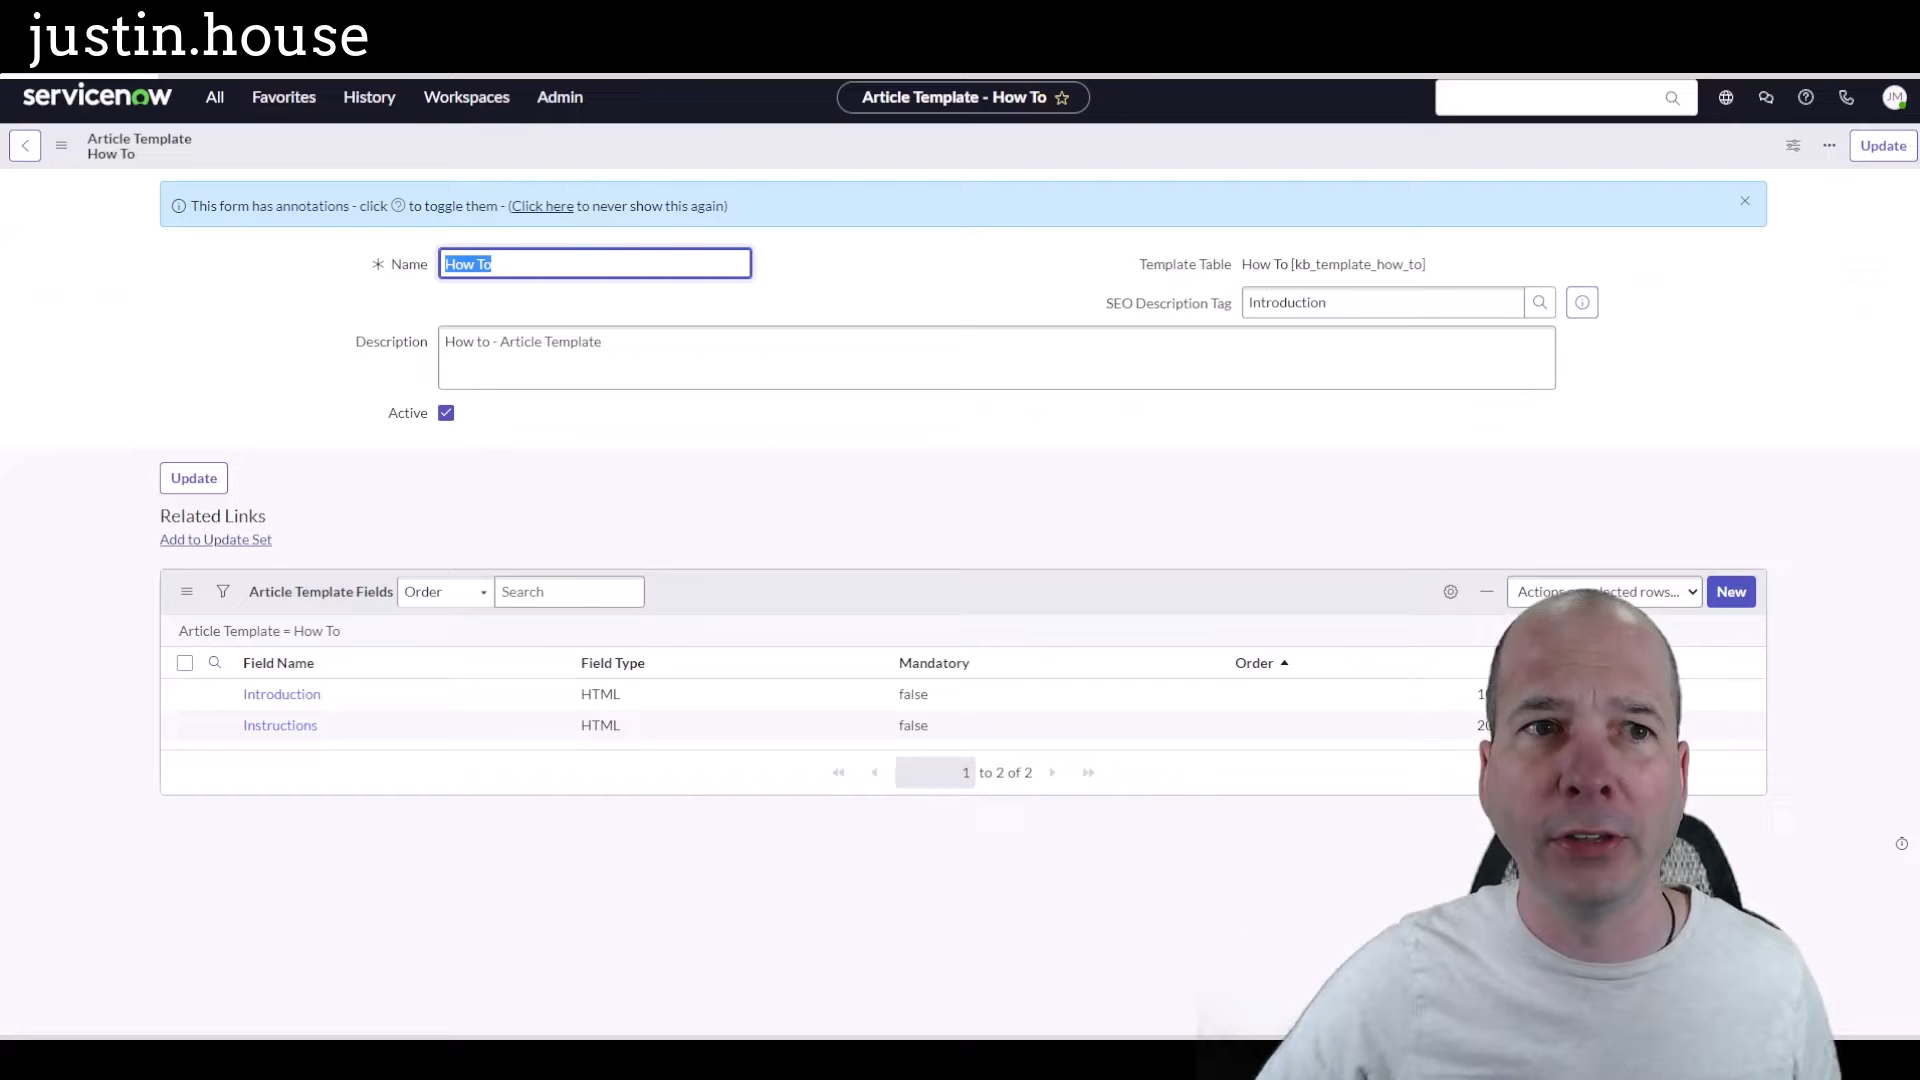 justin.house
servicenow All Favorites History Workspaces Admin Article Template - How To JM
Article Template
How To
Update
This form has annotations - click ? to toggle them - (Click here to never show this again)
Name How To
Template Table How To [kb_template_how_to]
SEO Description Tag Introduction
Description How to - Article Template
Active
Update
Related Links
Add to Update Set
Article Template Fields Order Search New
Article Template = How To
Field Name Field Type Mandatory Order
Introduction HTML false
Instructions HTML false
1 to 2 of 2